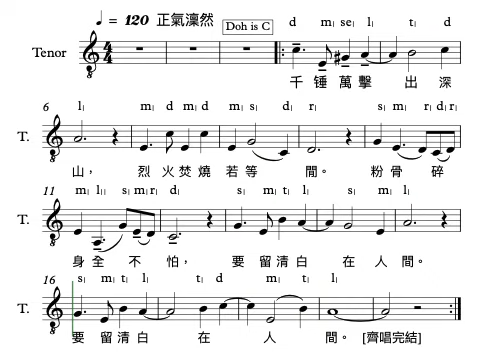 ♩ = 120 正氣凜然
Doh is C
d m, se, l, t, d
Tenor
千 锤 萬 擊 出 深
6
l, m, d m, d m, s, d r, s, m, r, d, r,
T.
山， 烈 火 焚 燒 若 等 閒。 粉 骨 碎
11
m, l,, s, m, r, d, s, m, t, l, s, m, l,
T.
身 全 不 怕， 要 留 清 白 在 人 間。
16
s, m, t, l, t, d m, l,
T.
要 留 清 白 在 人 間。 [齊唱完結]